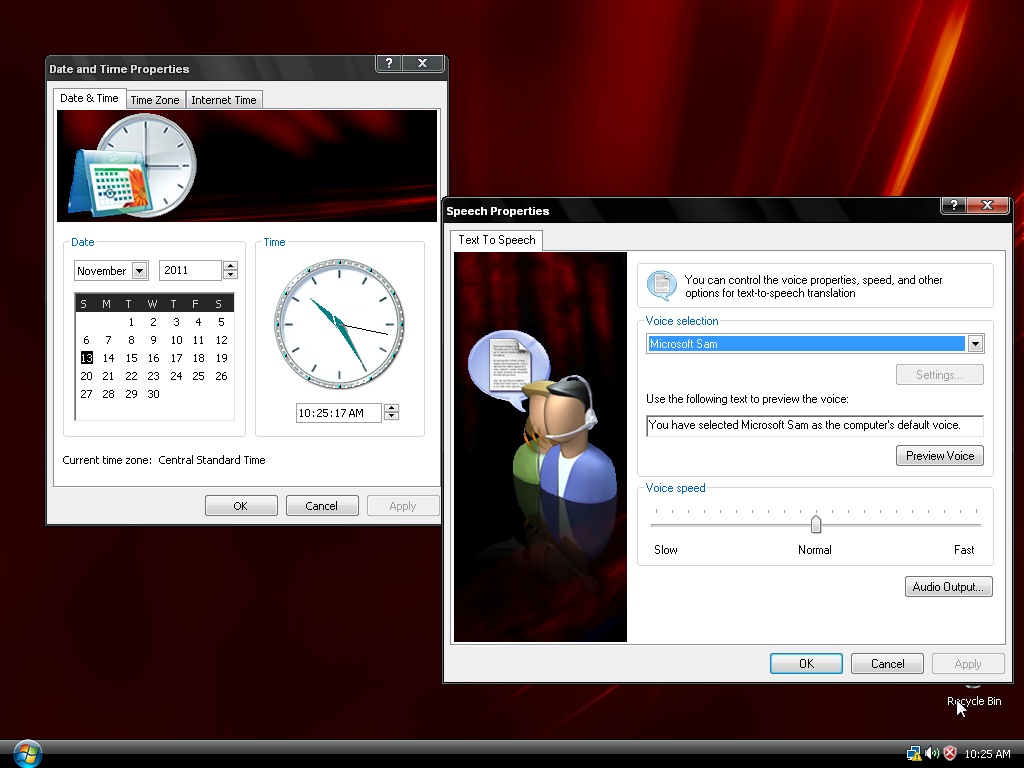 Date and Time Properties
?
X
Date & Time
Time Zone
Internet Time
Date
November
2011
S M T W T F S
1 2 3 4 5
6 7 8 9 10 11 12
13 14 15 16 17 18 19
20 21 22 23 24 25 26
27 28 29 30
Time
10:25:17 AM
Current time zone: Central Standard Time
OK
Cancel
Apply
Speech Properties
?
X
Text To Speech
You can control the voice properties, speed, and other
options for text-to-speech translation
Voice selection
Microsoft Sam
Settings...
Use the following text to preview the voice:
You have selected Microsoft Sam as the computer's default voice.
Preview Voice
Voice speed
Slow
Normal
Fast
Audio Output...
OK
Cancel
Apply
Recycle Bin
10:25 AM